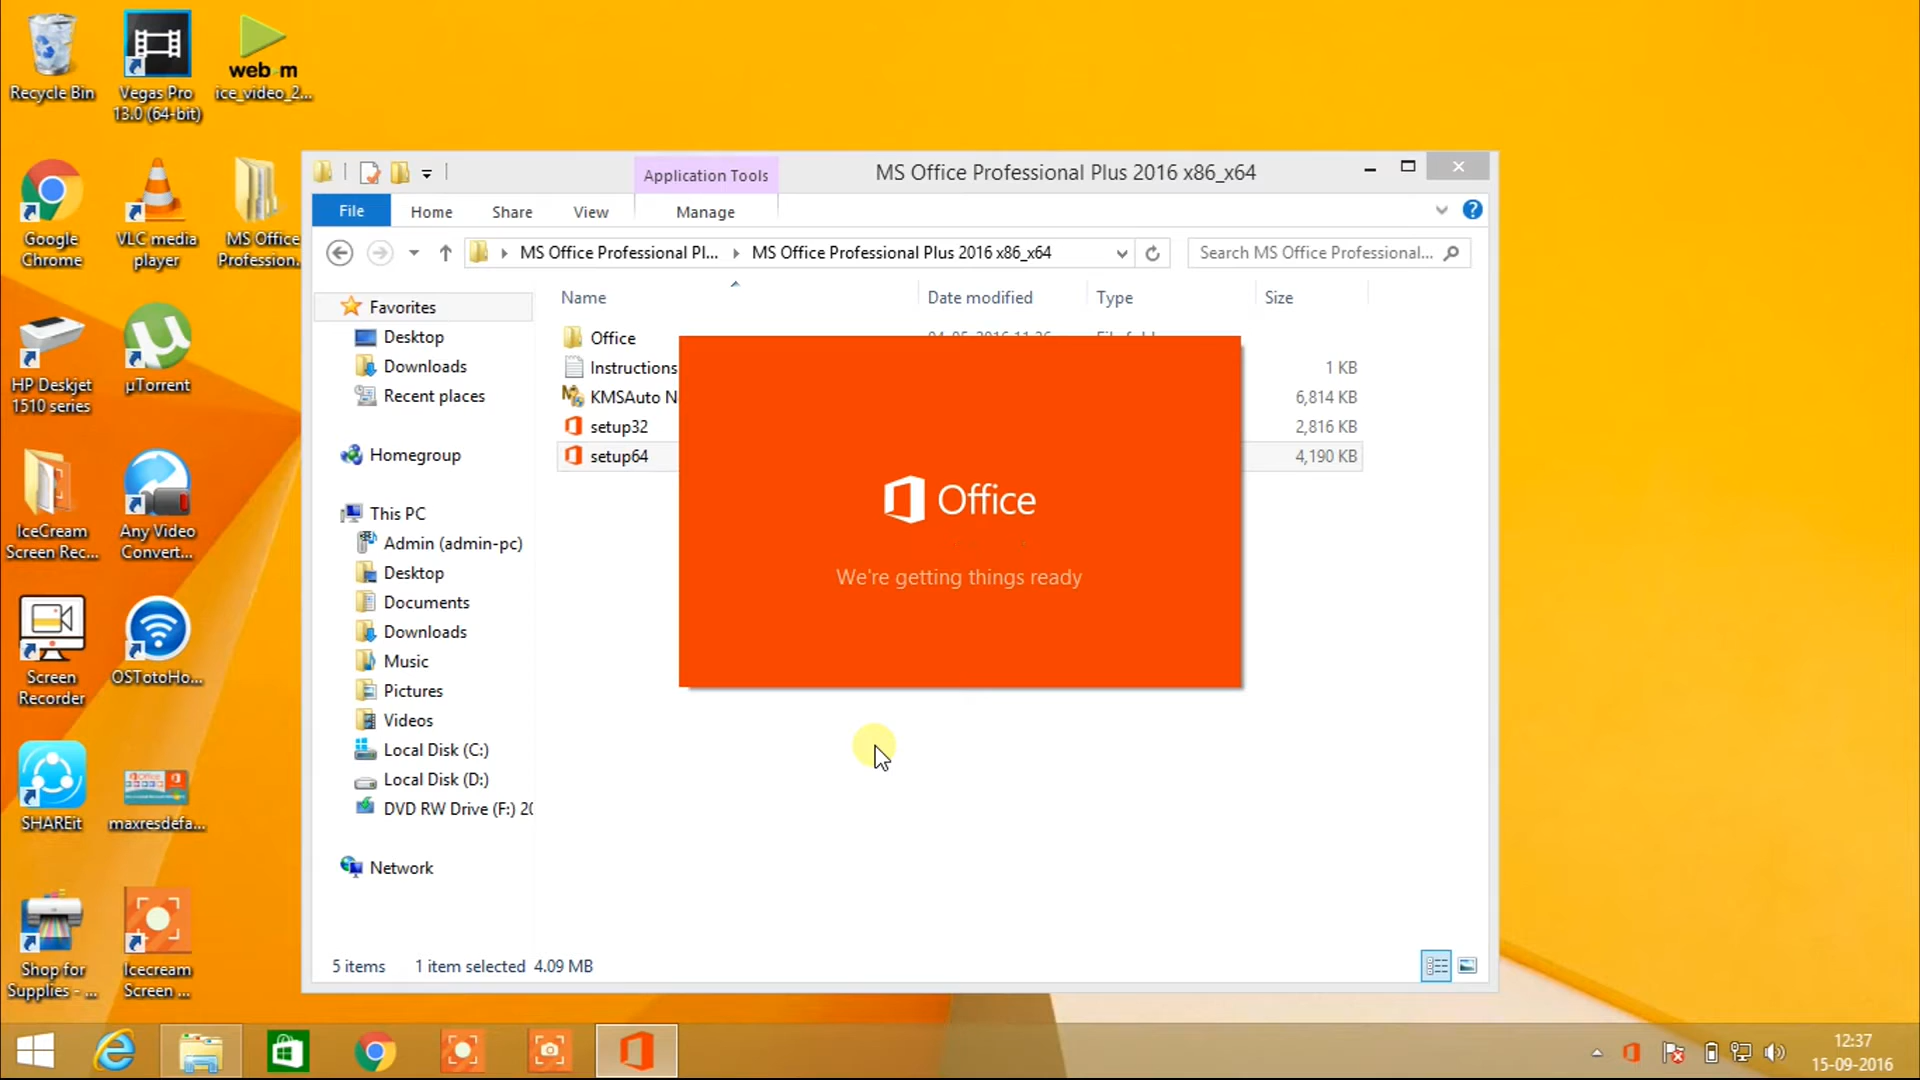 Recycle Bin
Vegas Pro
13.0 (64-bit)
web m
ice_video_2...
Google
Chrome
VLC media
player
MS Office
Profession...
HP Deskjet
1510 series
µTorrent
IceCream
Screen Rec...
Any Video
Convert...
Screen
Recorder
OSTotoHo...
SHAREit
maxresdefa...
Shop for
Supplies - ...
Icecream
Screen ...
Application Tools
MS Office Professional Plus 2016 x86_x64
File
Home
Share
View
Manage
MS Office Professional Pl...
MS Office Professional Plus 2016 x86_x64
Search MS Office Professional...
Name
Date modified
Type
Size
Favorites
Desktop
Downloads
Recent places
Homegroup
This PC
Admin (admin-pc)
Desktop
Documents
Downloads
Music
Pictures
Videos
Local Disk (C:)
Local Disk (D:)
DVD RW Drive (F:) 20
Network
Office
Instructions
1 KB
KMSAuto N
6,814 KB
setup32
2,816 KB
setup64
4,190 KB
Office
We're getting things ready
5 items
1 item selected 4.09 MB
12:37
15-09-2016